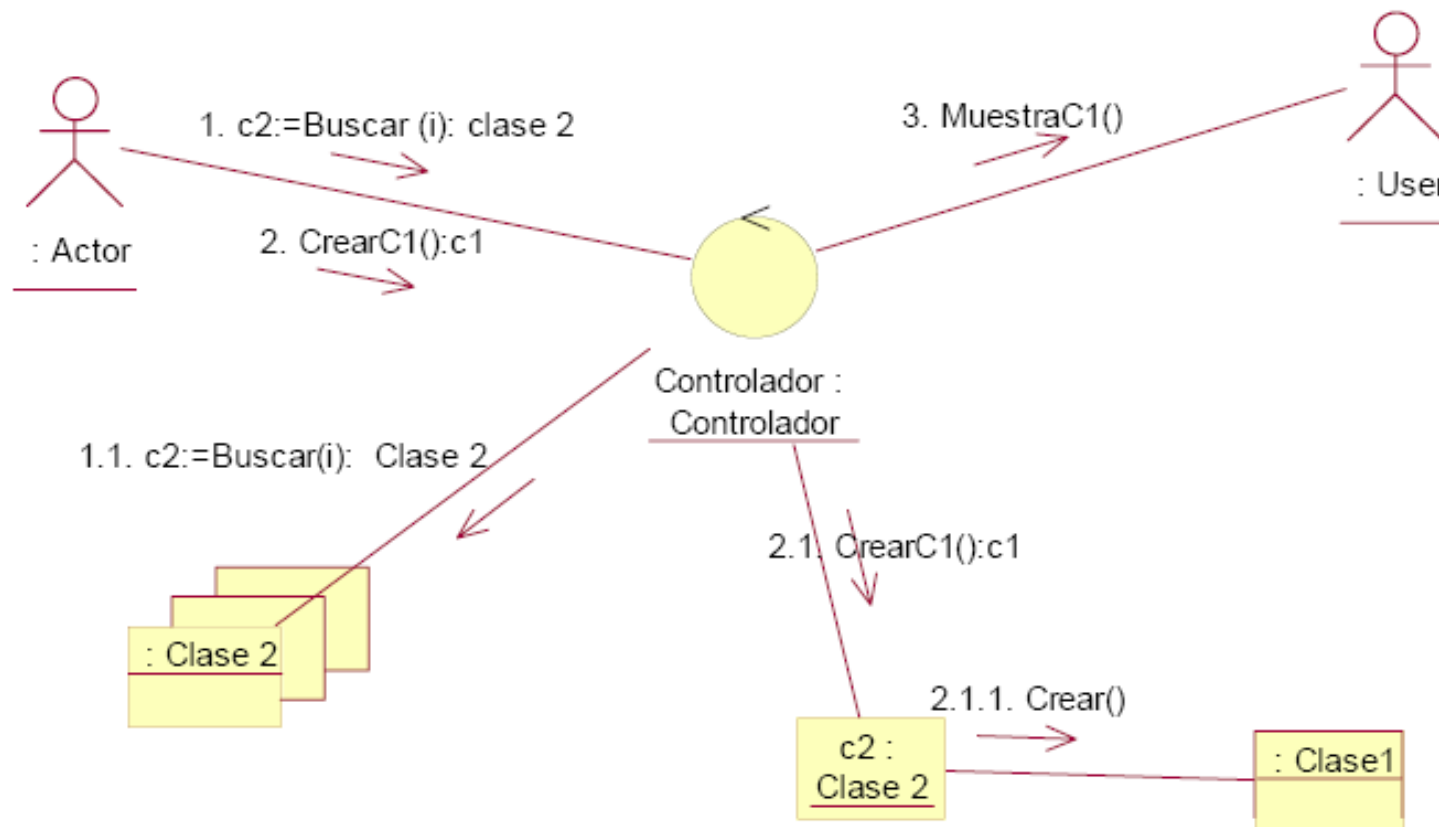 1. c2:=Buscar (i): clase 2
3. MuestraC1()
: User
: Actor
2. CrearC1():c1
Controlador :
Controlador
1.1. c2:=Buscar(i): Clase 2
2.1. CrearC1():c1
: Clase 2
2.1.1. Crear()
c2 :
Clase 2
: Clase1